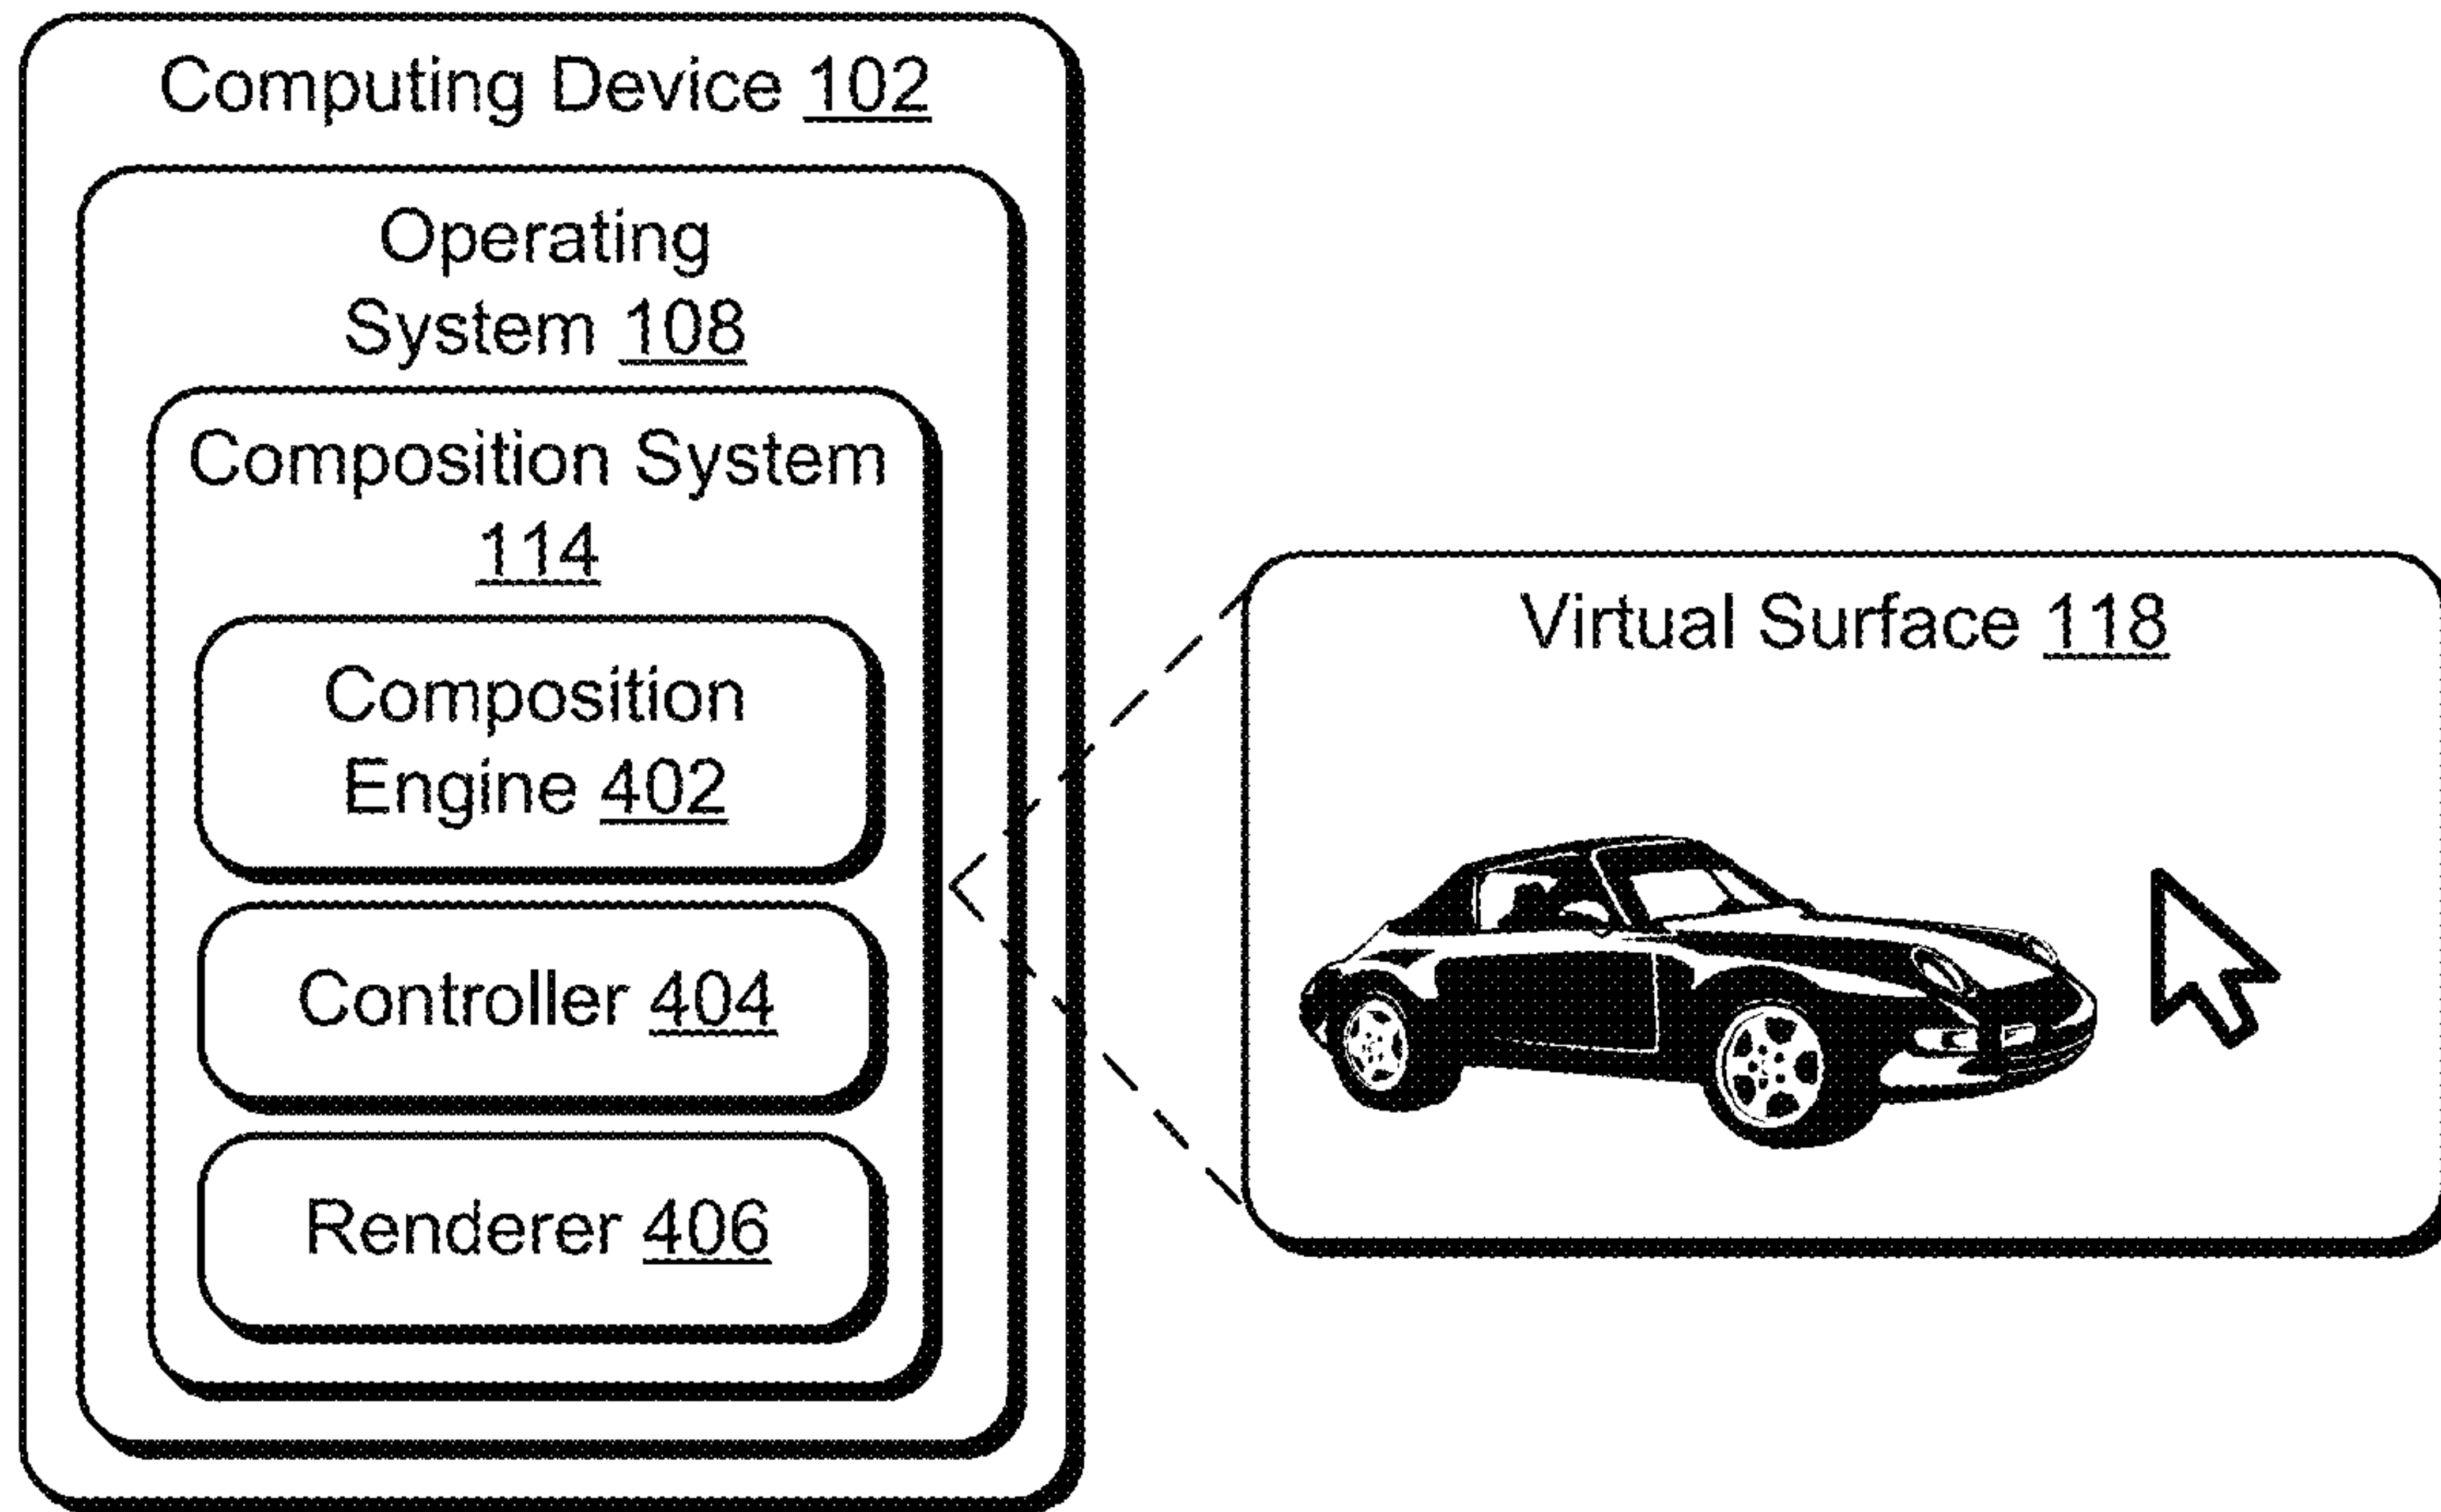 Computing Device 102
Operating
System 108
Composition System
114
Composition
Engine 402
Controller 404
Renderer 406
Virtual Surface 118